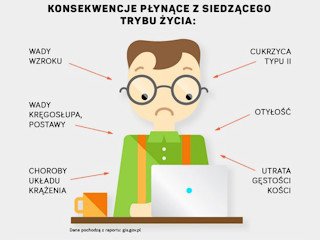 KONSEKWENCJE PŁYNĄCE Z SIEDZĄCEGO
TRYBU ŻYCIA:
WADY
WZROKU
CUKRZYCA
TYPU II
WADY
KRĘGOSŁUPA,
POSTAWY
OTYŁOŚĆ
CHOROBY
UKŁADU
KRĄŻENIA
UTRATA
GĘSTOŚCI
KOŚCI
Dane pochodzą z raportu: gis.gov.pl